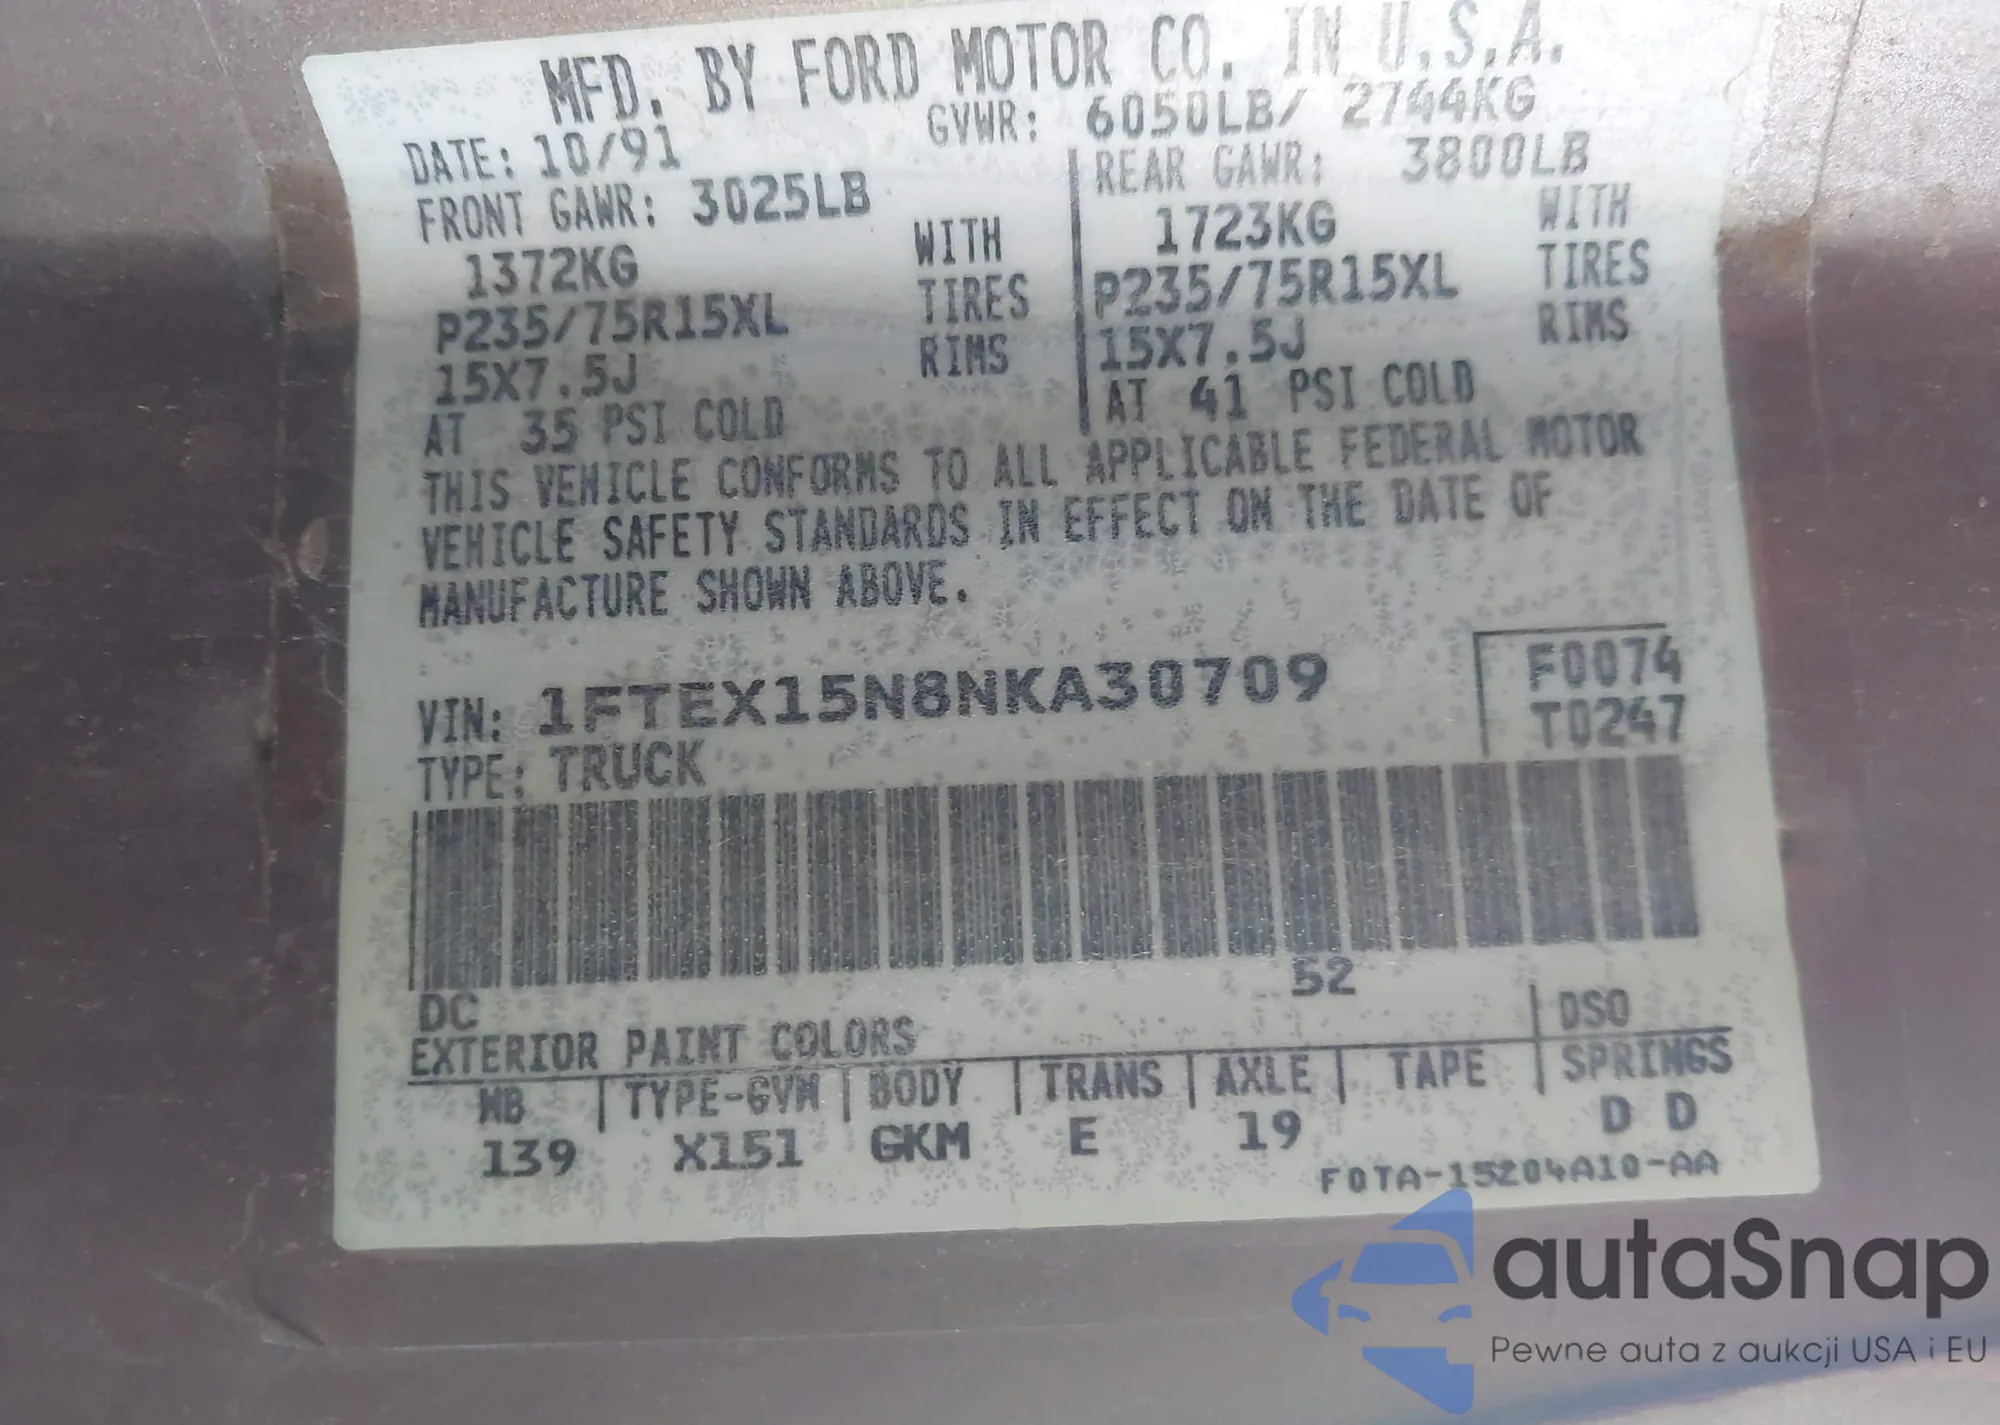 MFD. BY FORD MOTOR CO. IN U.S.A.
DATE: 10/91
GVWR: 6050LB/ 2744KG
FRONT GAWR: 3025LB
1372KG
WITH
P235/75R15XL
TIRES
15X7.5J
RIMS
AT 35 PSI COLD
REAR GAWR: 3800LB
1723KG
WITH
P235/75R15XL
TIRES
15X7.5J
RIMS
AT 41 PSI COLD
THIS VEHICLE CONFORMS TO ALL APPLICABLE FEDERAL MOTOR
VEHICLE SAFETY STANDARDS IN EFFECT ON THE DATE OF
MANUFACTURE SHOWN ABOVE.
VIN: 1FTEX15N8NKA30709
F0074
T0247
TYPE: TRUCK
DC
52
DSO
EXTERIOR PAINT COLORS
WB | TYPE-GVW | BODY | TRANS | AXLE | TAPE | SPRINGS
139 X151 GKM E 19 D D
F0TA-15204A10-AA
autaSnap
Pewne auta z aukcji USA i EU